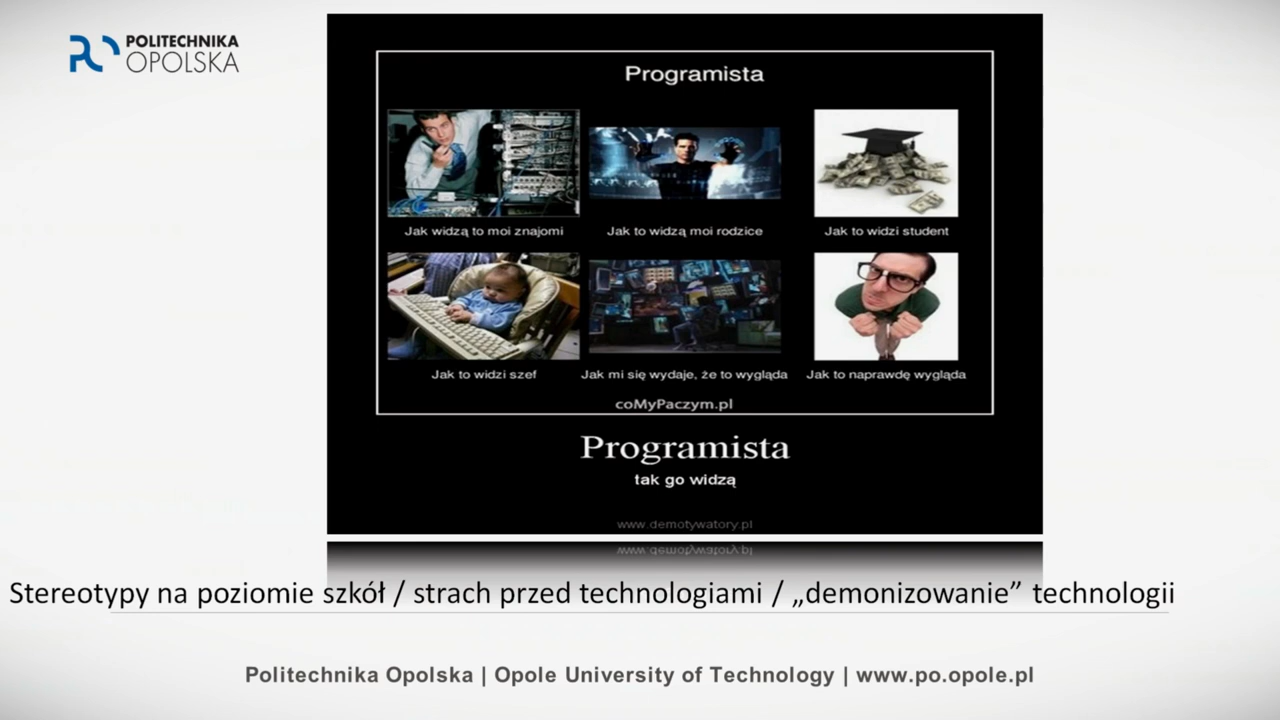 POLITECHNIKA
OPOLSKA
Programista
Jak widzą to moi znajomi
Jak to widzą moi rodzice
Jak to widzi student
Jak to widzi szef
Jak mi się wydaje, że to wygląda
Jak to naprawdę wygląda
coMyPaczym.pl
Programista
tak go widzą
www.demotywatory.pl
Stereotypy na poziomie szkół / strach przed technologiami / „demonizowanie” technologii
Politechnika Opolska | Opole University of Technology | www.po.opole.pl